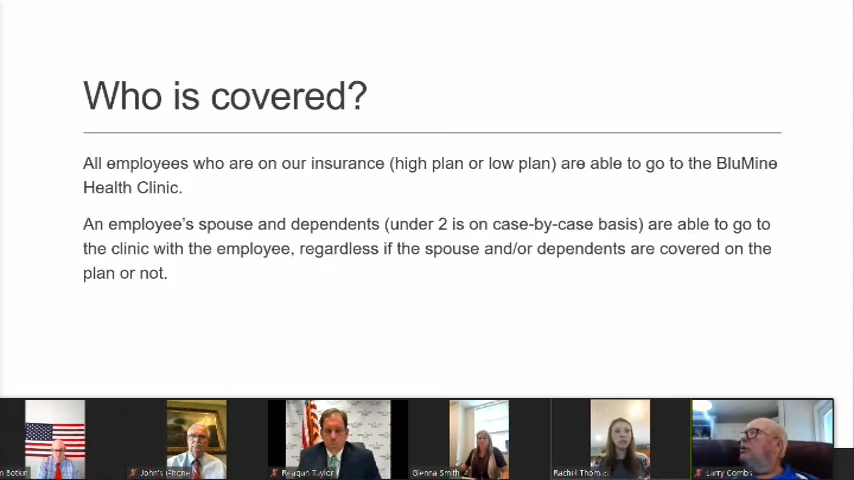 Who is covered?
All employees who are on our insurance (high plan or low plan) are able to go to the BluMine
Health Clinic.
An employee's spouse and dependents (under 2 is on case-by-case basis) are able to go to
the clinic with the employee, regardless if the spouse and/or dependents are covered on the
plan or not.
Botkin
John's iPhone
Reagan Taylor
Glenna Smith
Rachel Thomas
Larry Combs